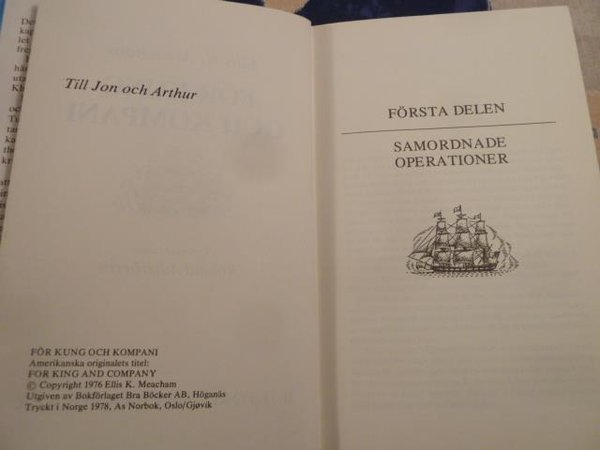 Till Jon och Arthur
FÖR KUNG OCH KOMPANI
Amerikanska originalets titel:
FOR KING AND COMPANY
© Copyright 1976 Ellis K. Meacham
Utgiven av Bokförlaget Bra Böcker AB, Höganäs
Tryckt i Norge 1978, As Norbok, Oslo/Gjøvik
FÖRSTA DELEN
SAMORDNADE
OPERATIONER